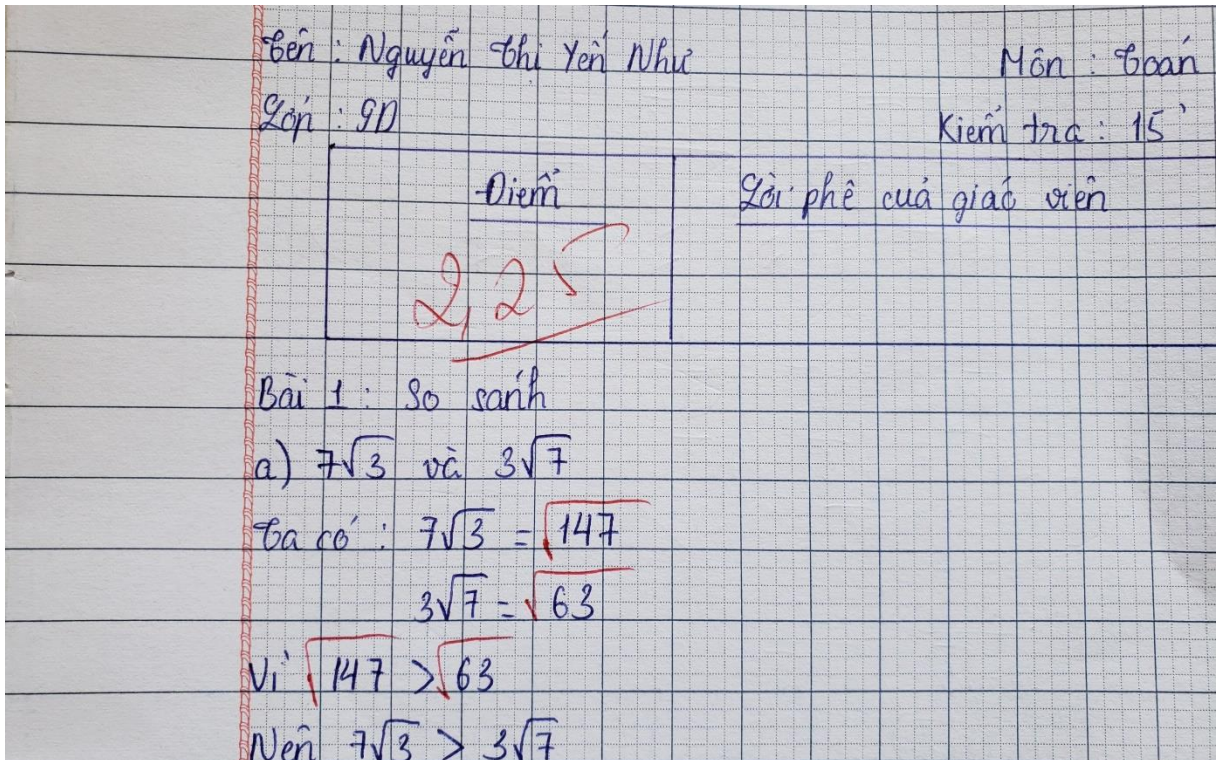 Tên : Nguyễn Thị Yến Như Môn : Toán
Lớp : 9D Kiểm tra : 15'
Điểm Lời phê của giáo viên
2,25
Bài 1 : So sánh
a) 7√3 và 3√7
Ta có : 7√3 = √147
3√7 = √63
Vì √147 > √63
Nên 7√3 > 3√7